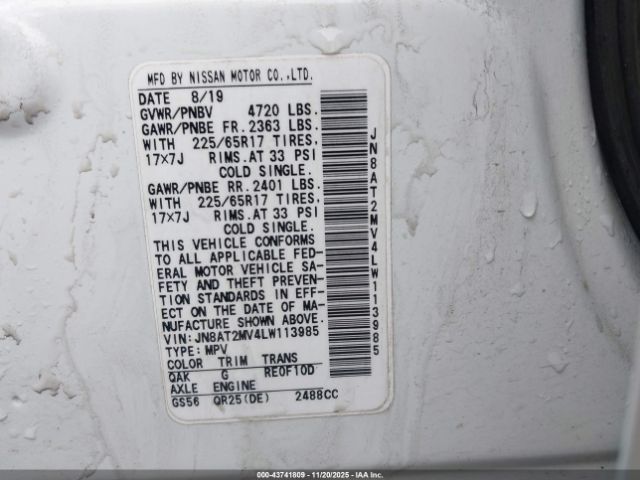 MFD BY NISSAN MOTOR CO.,LTD.
DATE 8/19
GVWR/PNBV 4720 LBS.
GAWR/PNBE FR. 2363 LBS.
WITH 225/65R17 TIRES,
17×7J RIMS.AT 33 PSI
COLD SINGLE.
GAWR/PNBE RR. 2401 LBS.
WITH 225/65R17 TIRES,
17×7J RIMS.AT 33 PSI
COLD SINGLE.
THIS VEHICLE CONFORMS
TO ALL APPLICABLE FED-
ERAL MOTOR VEHICLE SA-
FETY AND THEFT PREVEN-
TION STANDARDS IN EFF-
ECT ON THE DATE OF MA-
NUFACTURE SHOWN ABOVE.
VIN:JN8AT2MV4LW113985
TYPE:MPV
COLOR TRIM TRANS
QAK G RE0F10D
AXLE ENGINE
GS56 QR25(DE) 2488CC
JN8AT2MV4LW113985
000-43741809 - 11/20/2025 - IAA Inc.